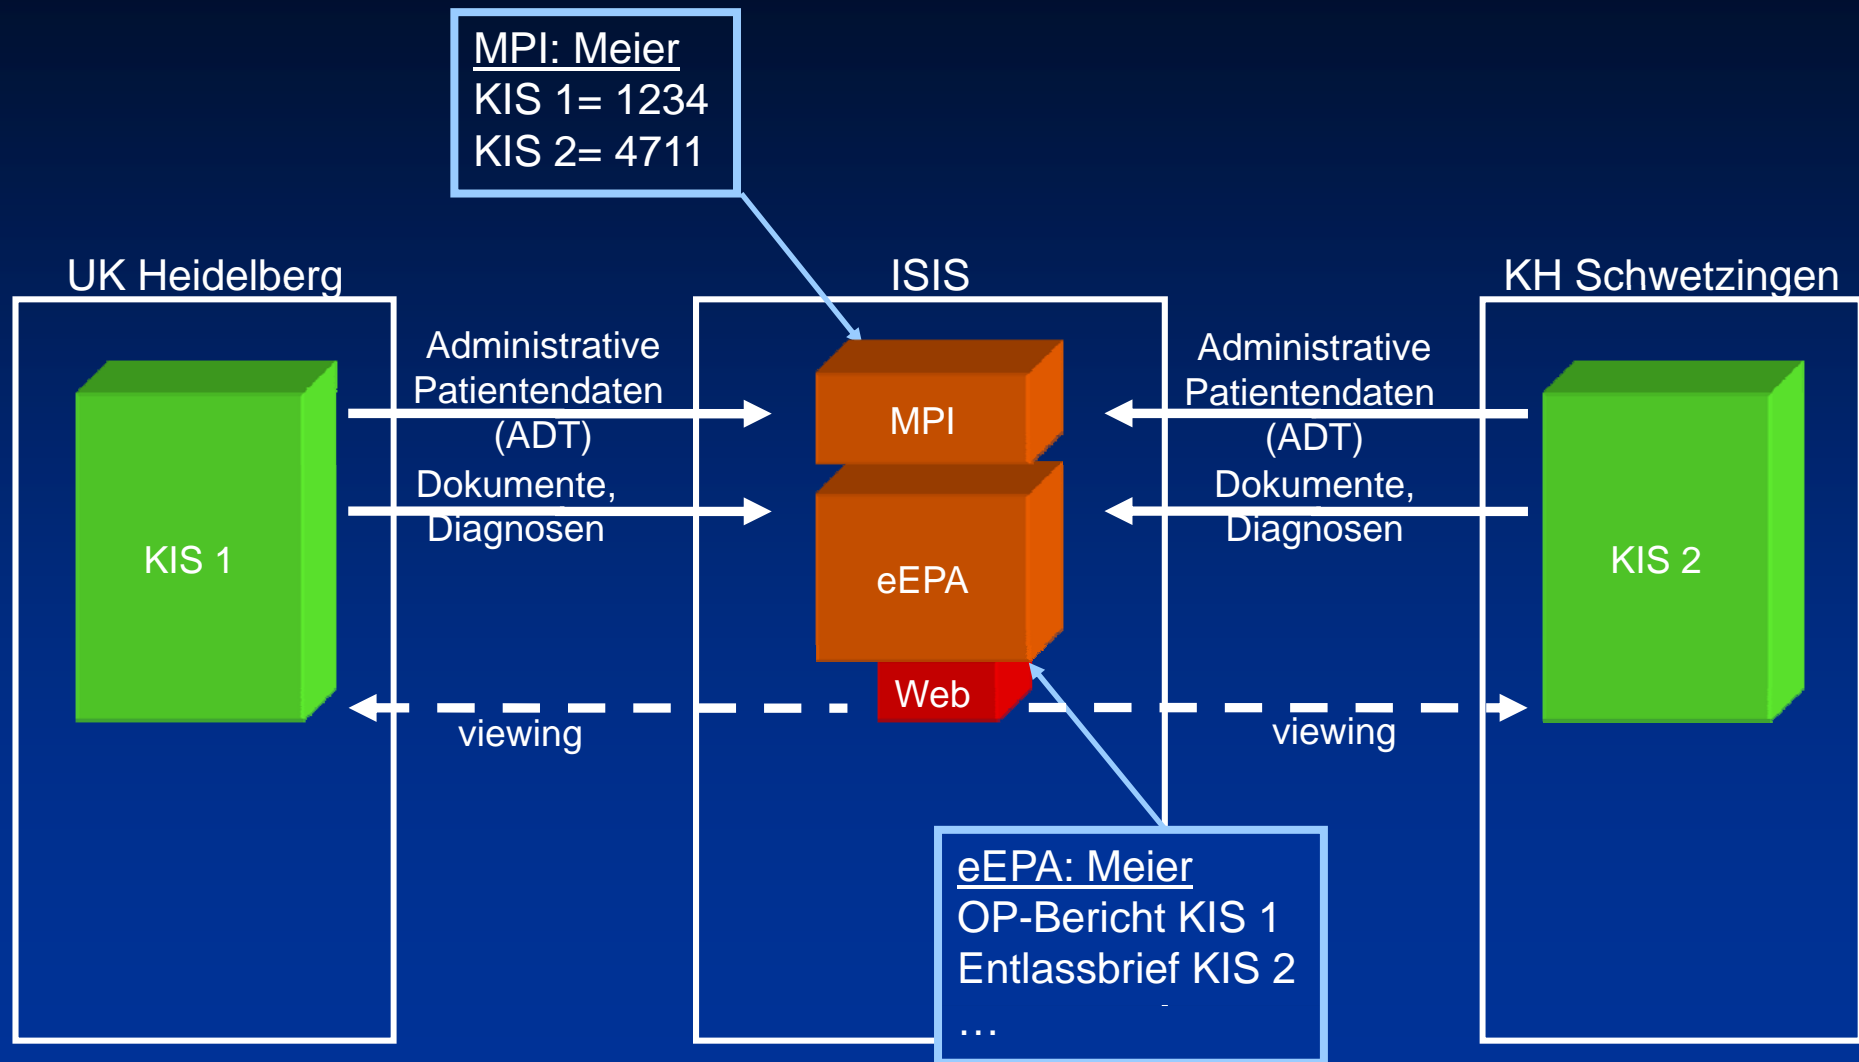 MPI: Meier
KIS 1= 1234
KIS 2= 4711
UK Heidelberg
ISIS
KH Schwetzingen
Administrative
Patientendaten
(ADT)
Dokumente,
Diagnosen
KIS 1
viewing
MPI
eEPA
Web
Administrative
Patientendaten
(ADT)
Dokumente,
Diagnosen
KIS 2
viewing
eEPA: Meier
OP-Bericht KIS 1
Entlassbrief KIS 2
…